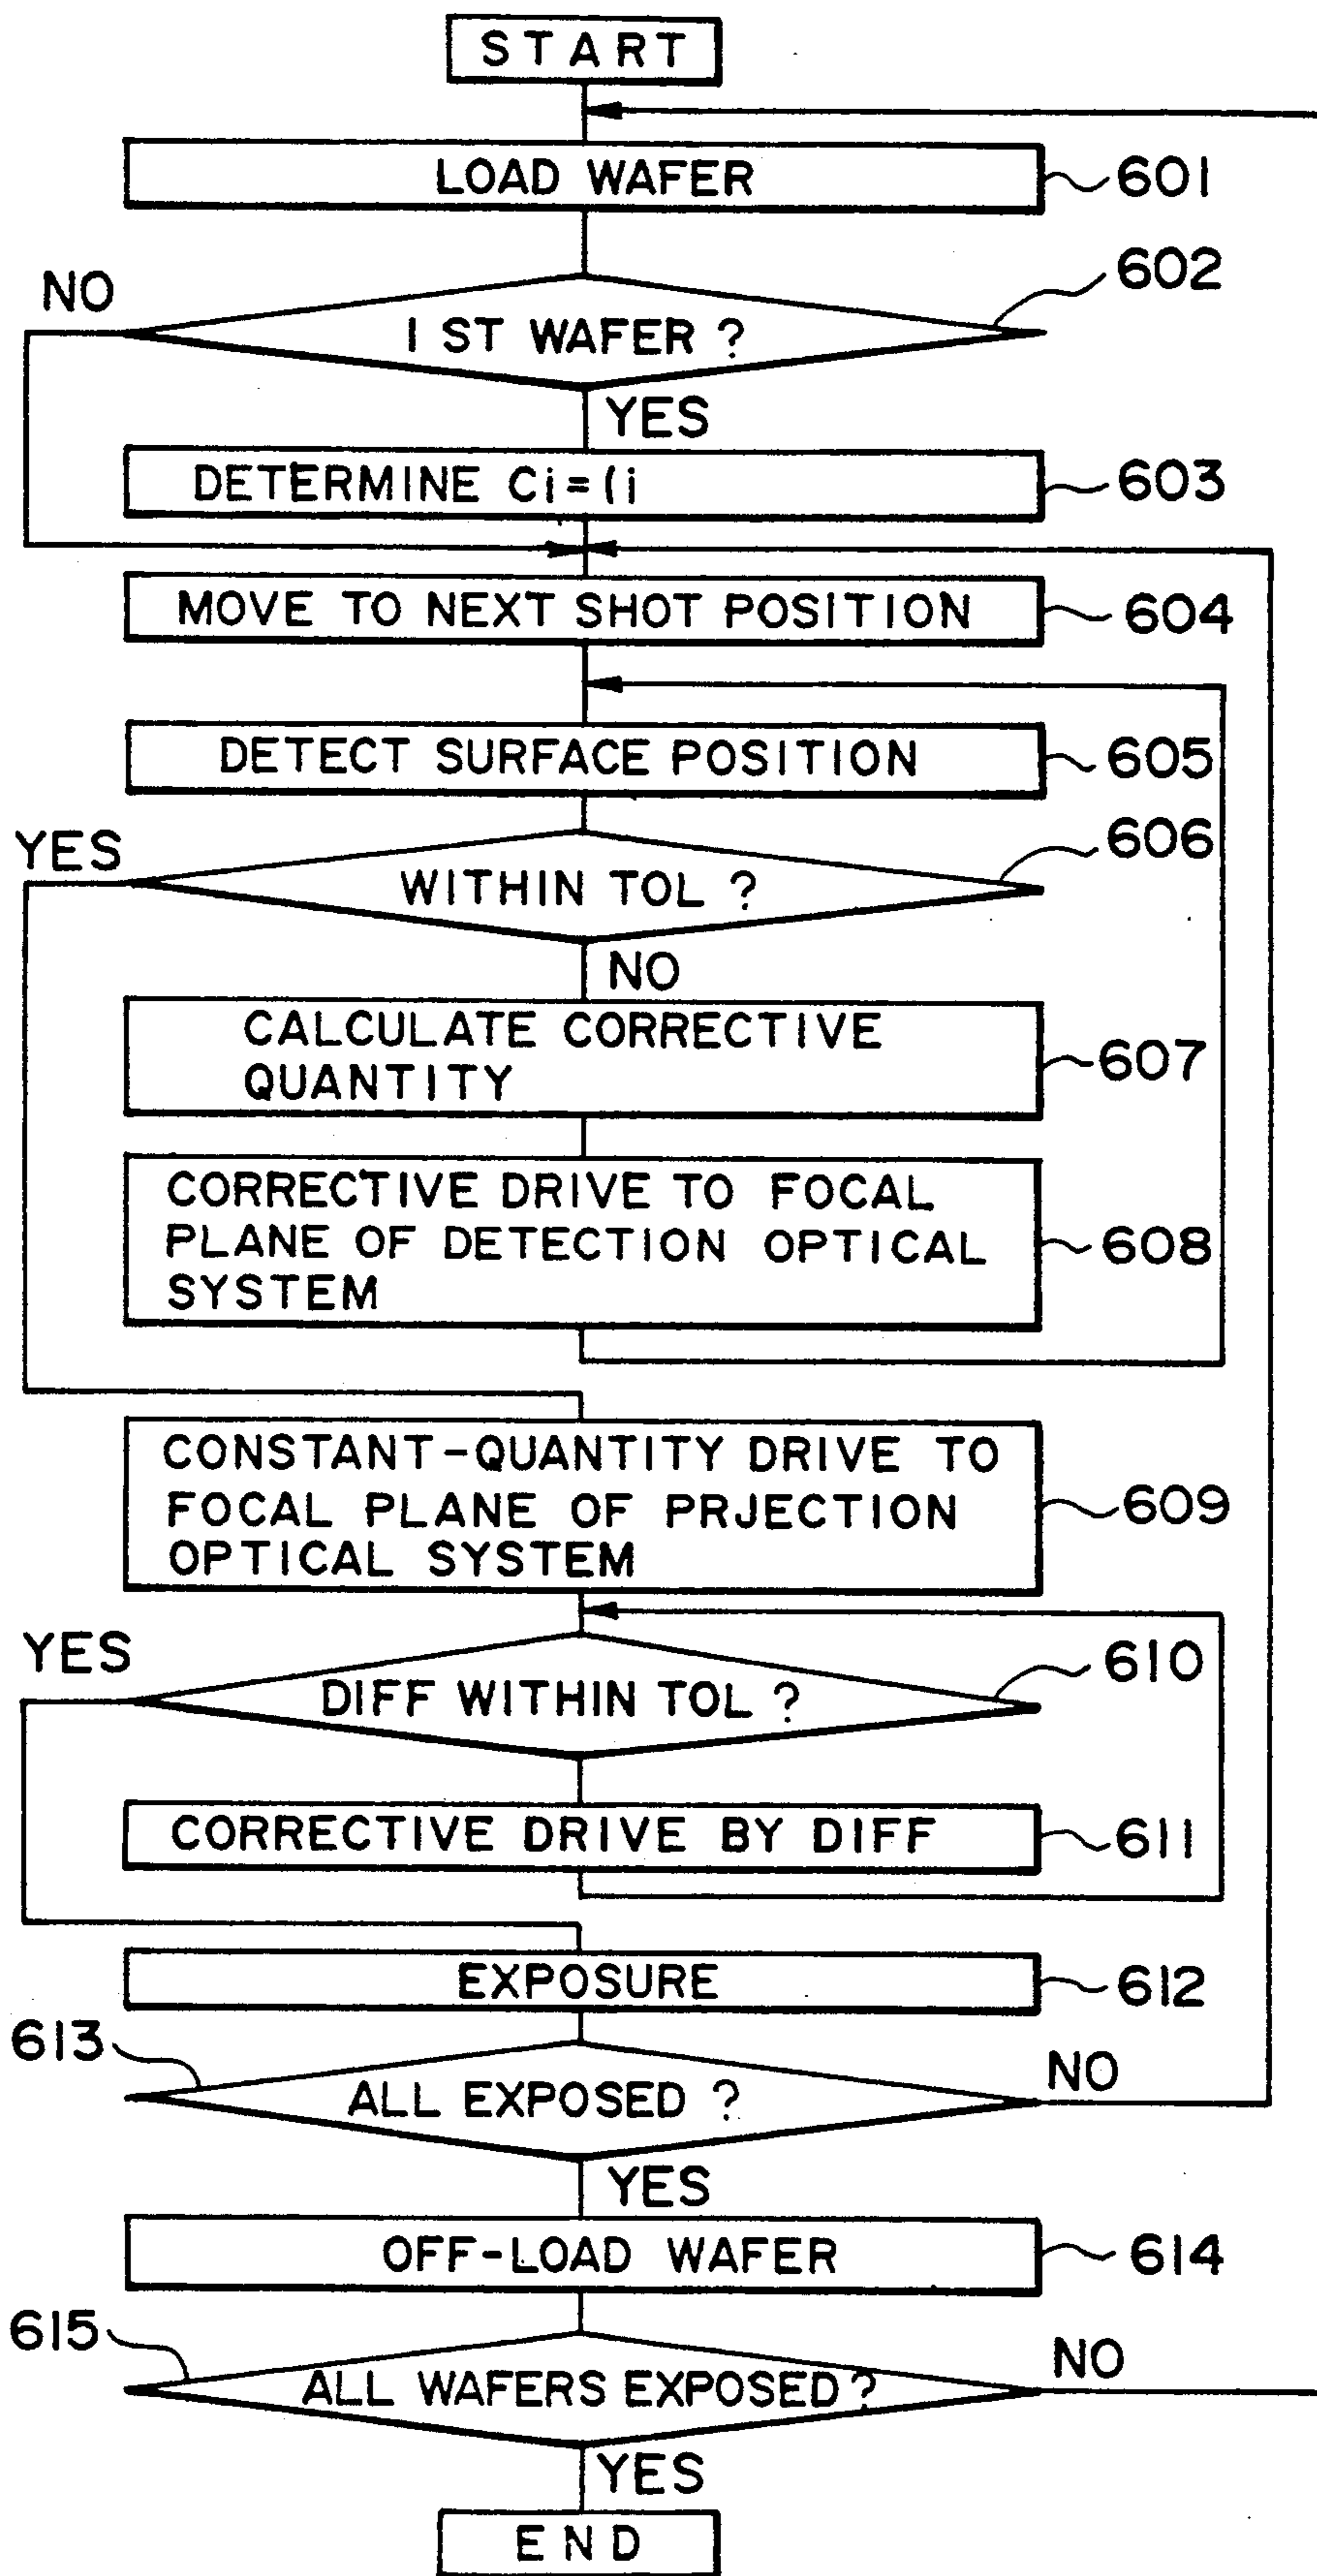 START
LOAD WAFER
601
602
NO
1 ST WAFER ?
YES
DETERMINE Ci=(i
603
MOVE TO NEXT SHOT POSITION
604
DETECT SURFACE POSITION
605
606
YES
WITHIN TOL ?
NO
CALCULATE CORRECTIVE
QUANTITY
607
CORRECTIVE DRIVE TO FOCAL
PLANE OF DETECTION OPTICAL
SYSTEM
608
CONSTANT-QUANTITY DRIVE TO
FOCAL PLANE OF PRJECTION
OPTICAL SYSTEM
609
YES
610
DIFF WITHIN TOL ?
CORRECTIVE DRIVE BY DIFF
611
EXPOSURE
612
613
ALL EXPOSED ?
NO
YES
OFF-LOAD WAFER
614
615
ALL WAFERS EXPOSED?
NO
YES
END